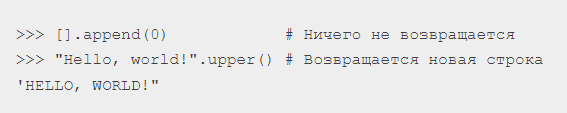 >>> [].append(0)            # Ничего не возвращается
>>> "Hello, world!".upper() # Возвращается новая строка
'HELLO, WORLD!"